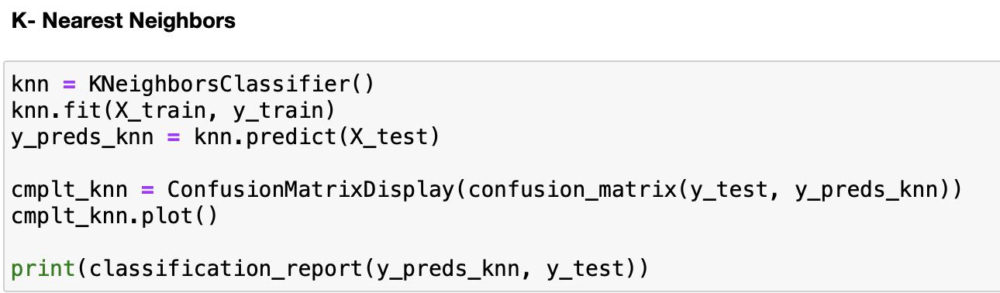 K- Nearest Neighbors
knn = KNeighborsClassifier()
knn.fit(X_train, y_train)
y_preds_knn = knn.predict(X_test)
cmplt_knn = ConfusionMatrixDisplay(confusion_matrix(y_test, y_preds_knn))
cmplt_knn.plot()
print(classification_report(y_preds_knn, y_test))